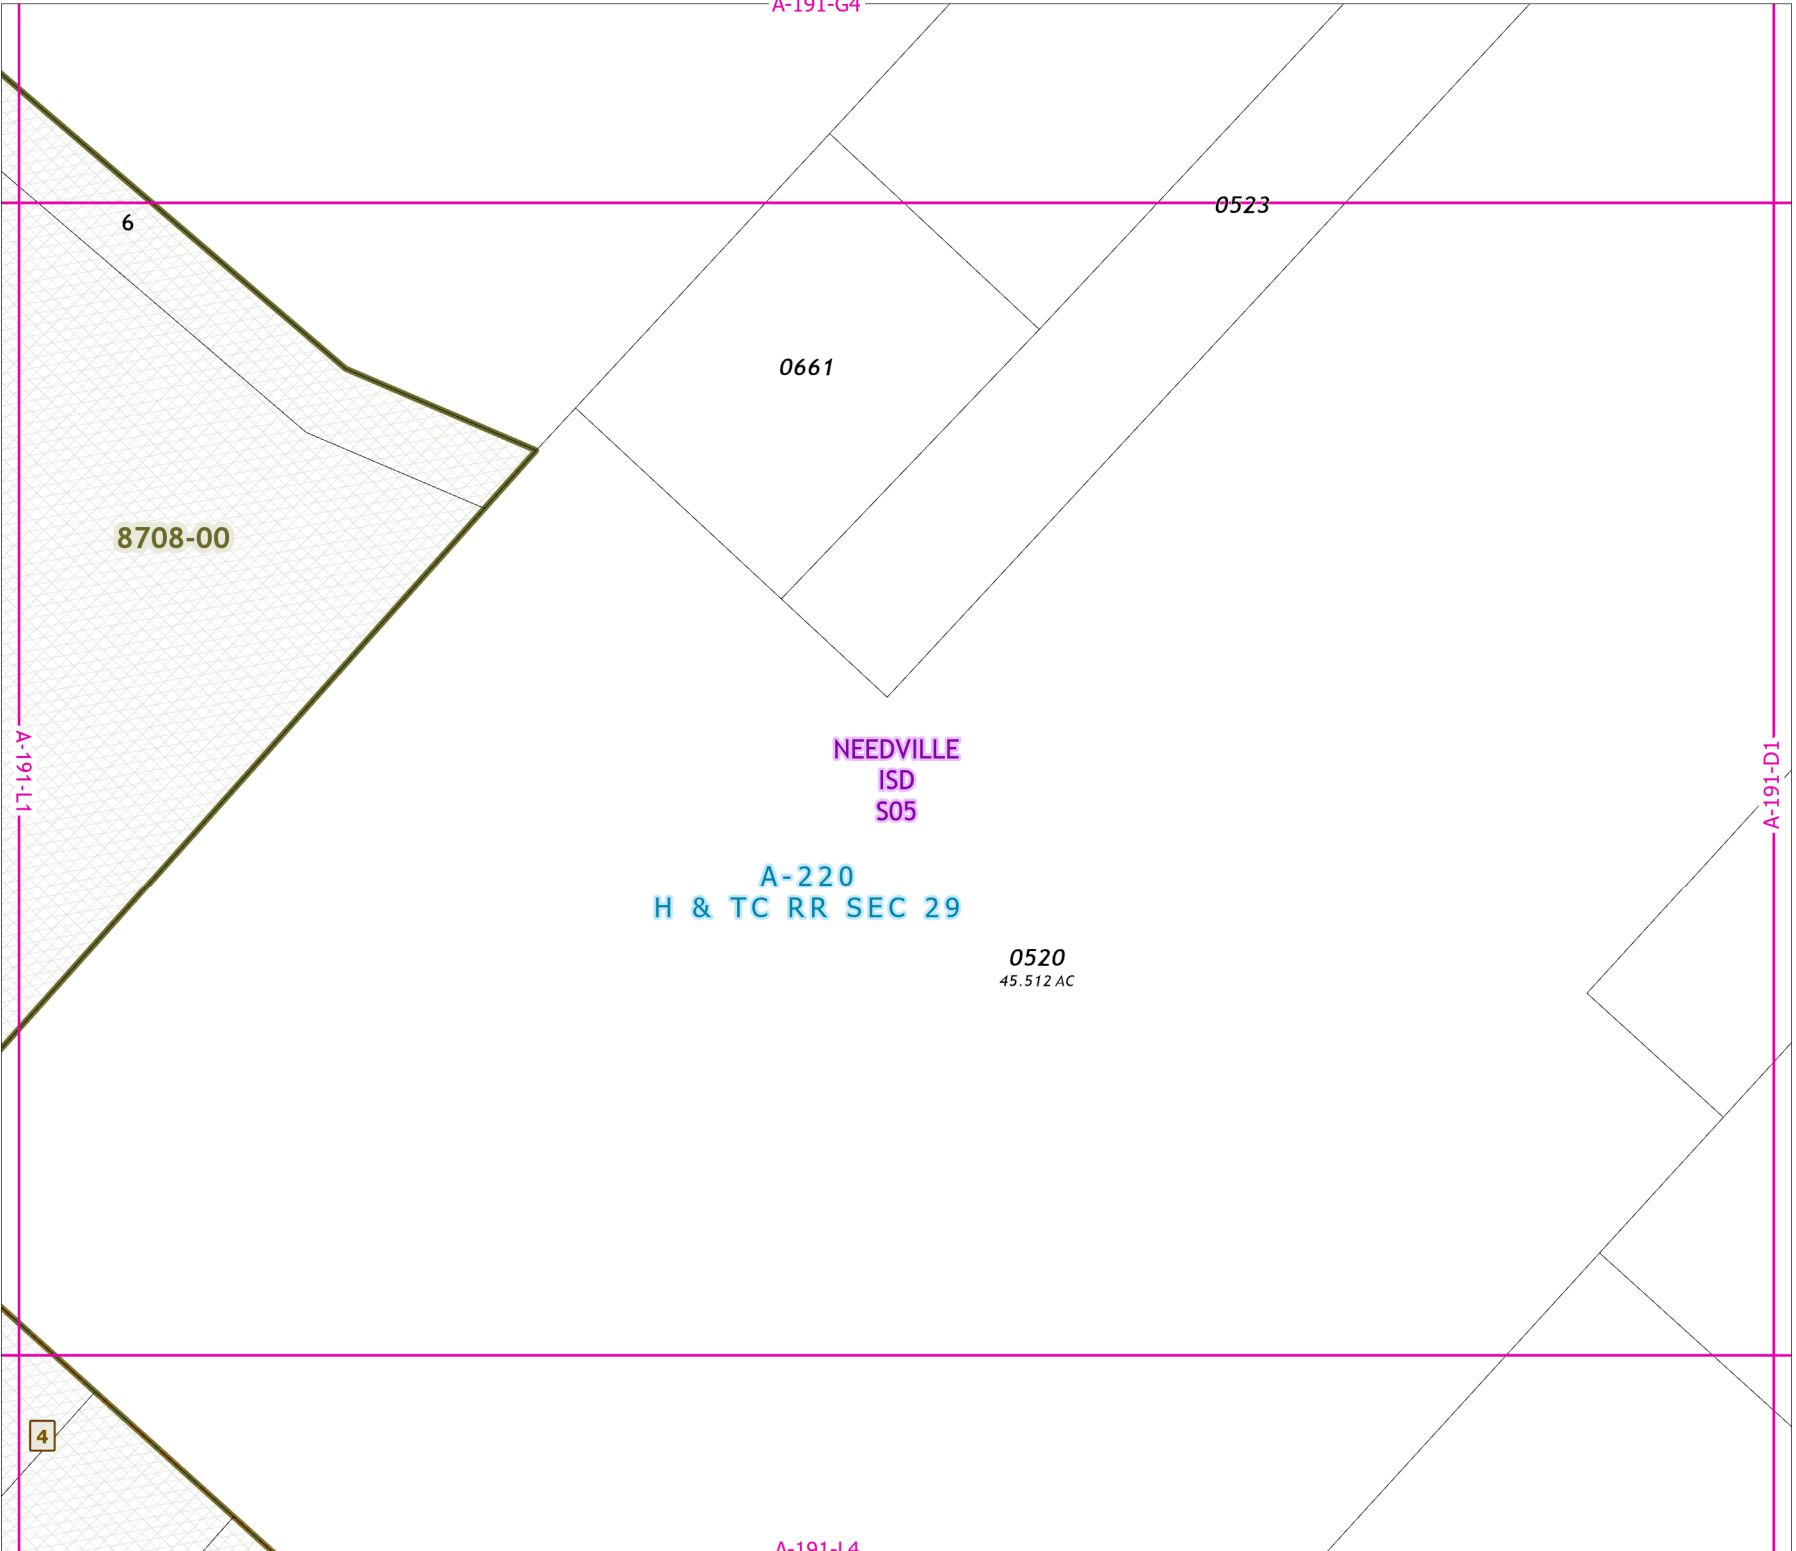 A-191-G4
6
0523
0661
8708-00
A-191-L1
NEEDVILLE
ISD
S05
A-191-D1
A-220
H & TC RR SEC 29
0520
45.512 AC
4
A-191-L4